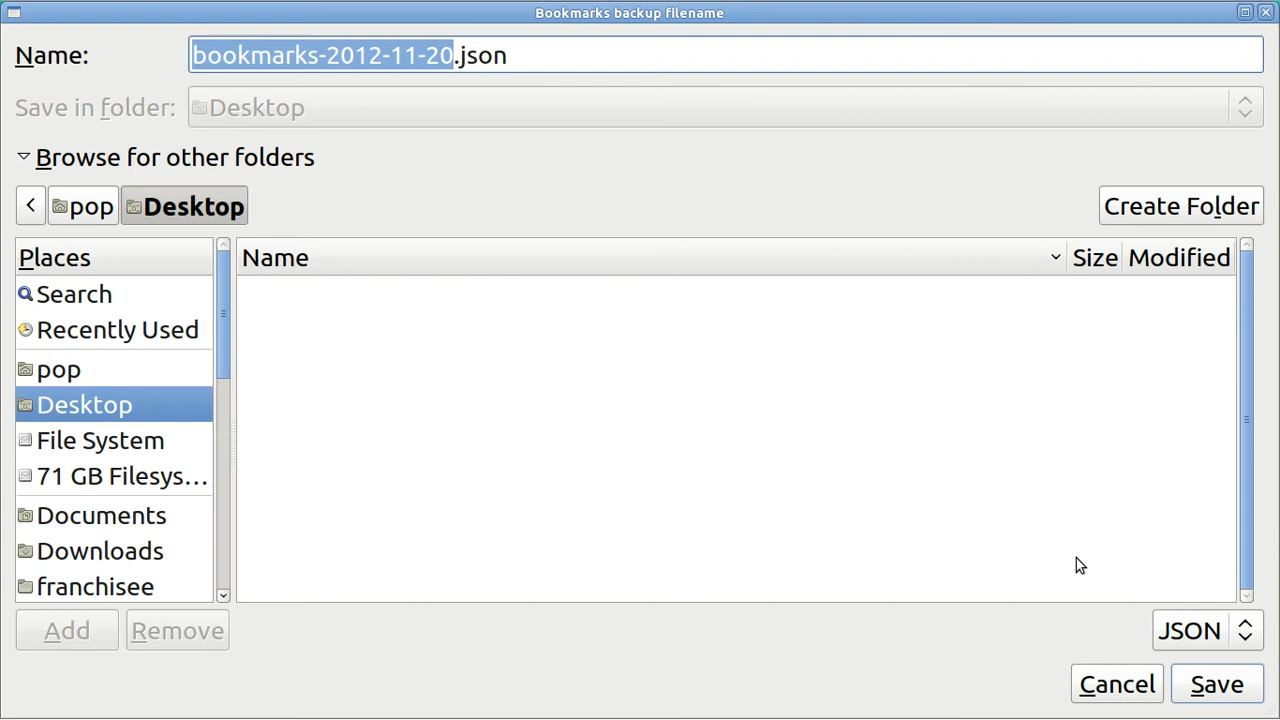 Bookmarks backup filename
Name: bookmarks-2012-11-20.json
Save in folder: Desktop
Browse for other folders
pop Desktop Create Folder
Places Name Size Modified
Search
Recently Used
pop
Desktop
File System
71 GB Filesys...
Documents
Downloads
franchisee
Add Remove JSON
Cancel Save